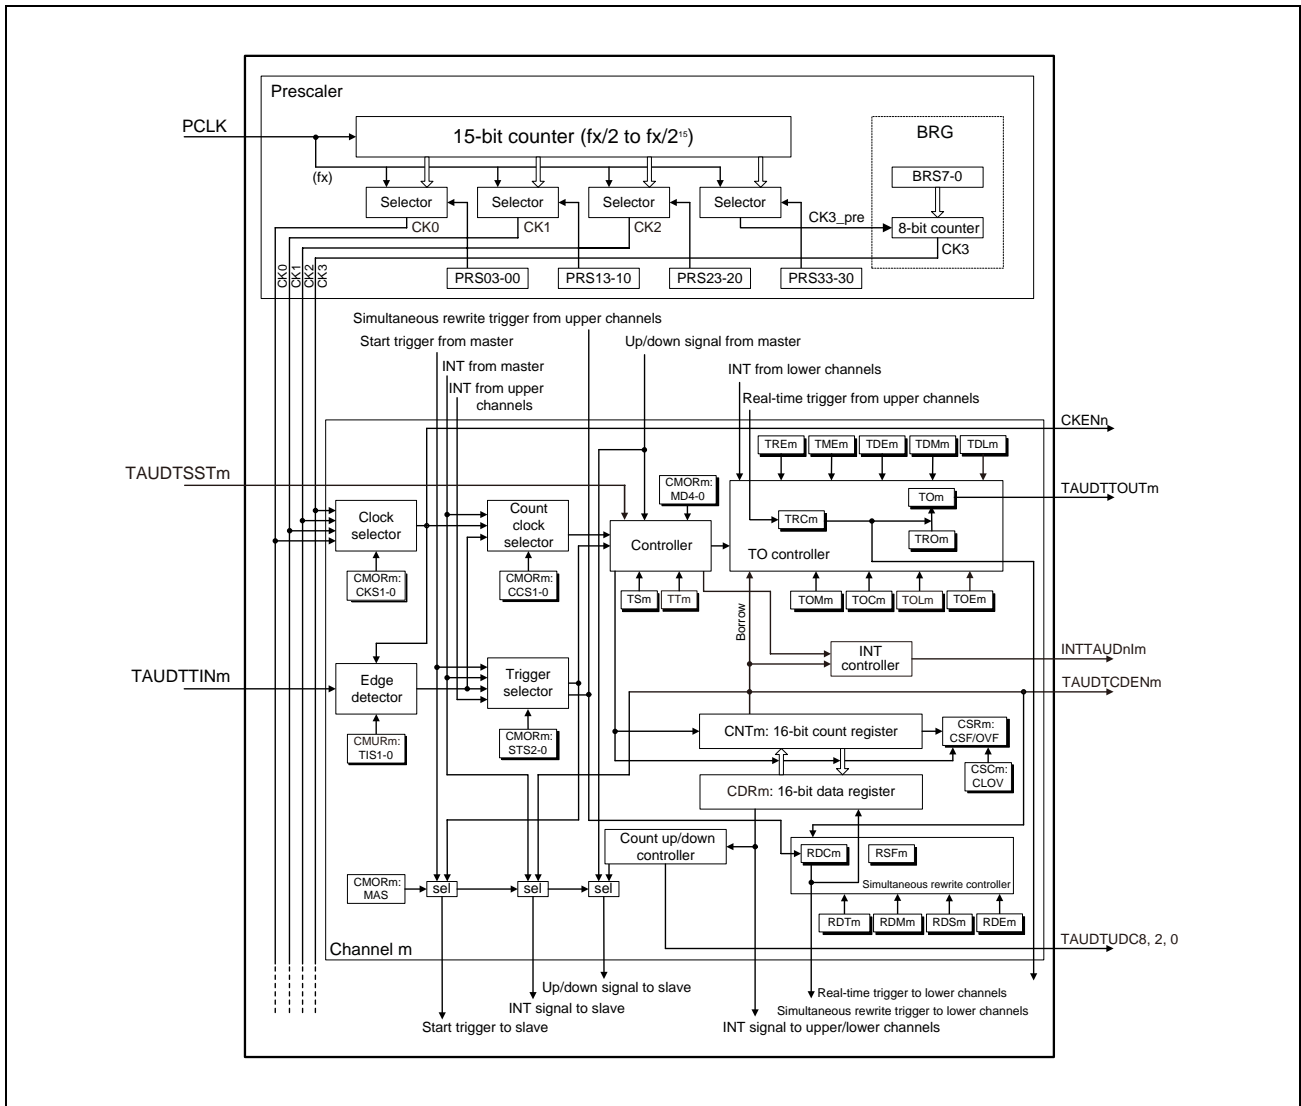 Prescaler
PCLK
15-bit counter (fx/2 to fx/2¹⁵)
BRG
BRS7-0
(fx)
Selector
Selector
Selector
Selector
CK3_pre
8-bit counter
CK0
CK1
CK2
CK3
CK0
CK1
CK2
CK3
PRS03-00
PRS13-10
PRS23-20
PRS33-30
Simultaneous rewrite trigger from upper channels
Start trigger from master
Up/down signal from master
INT from master
INT from lower channels
INT from upper
channels
Real-time trigger from upper channels
CKENn
TREm
TMEm
TDEm
TDMm
TDLm
TAUDTSSTm
CMORm:
MD4-0
TOm
TAUDTTOUTm
Clock
selector
Count
clock
selector
Controller
TRCm
TROm
TO controller
CMORm:
CKS1-0
CMORm:
CCS1-0
TSm
TTm
TOMm
TOCm
TOLm
TOEm
Borrow
INT
controller
INTTAUDnIm
TAUDTTINm
Edge
detector
Trigger
selector
TAUDTCDENm
CMURm:
TIS1-0
CMORm:
STS2-0
CNTm: 16-bit count register
CSRm:
CSF/OVF
CSCm:
CLOV
CDRm: 16-bit data register
Count up/down
controller
RDCm
RSFm
Simultaneous rewrite controller
CMORm:
MAS
sel
sel
sel
RDTm
RDMm
RDSm
RDEm
TAUDTUDC8, 2, 0
Channel m
Up/down signal to slave
Real-time trigger to lower channels
INT signal to slave
Simultaneous rewrite trigger to lower channels
Start trigger to slave
INT signal to upper/lower channels